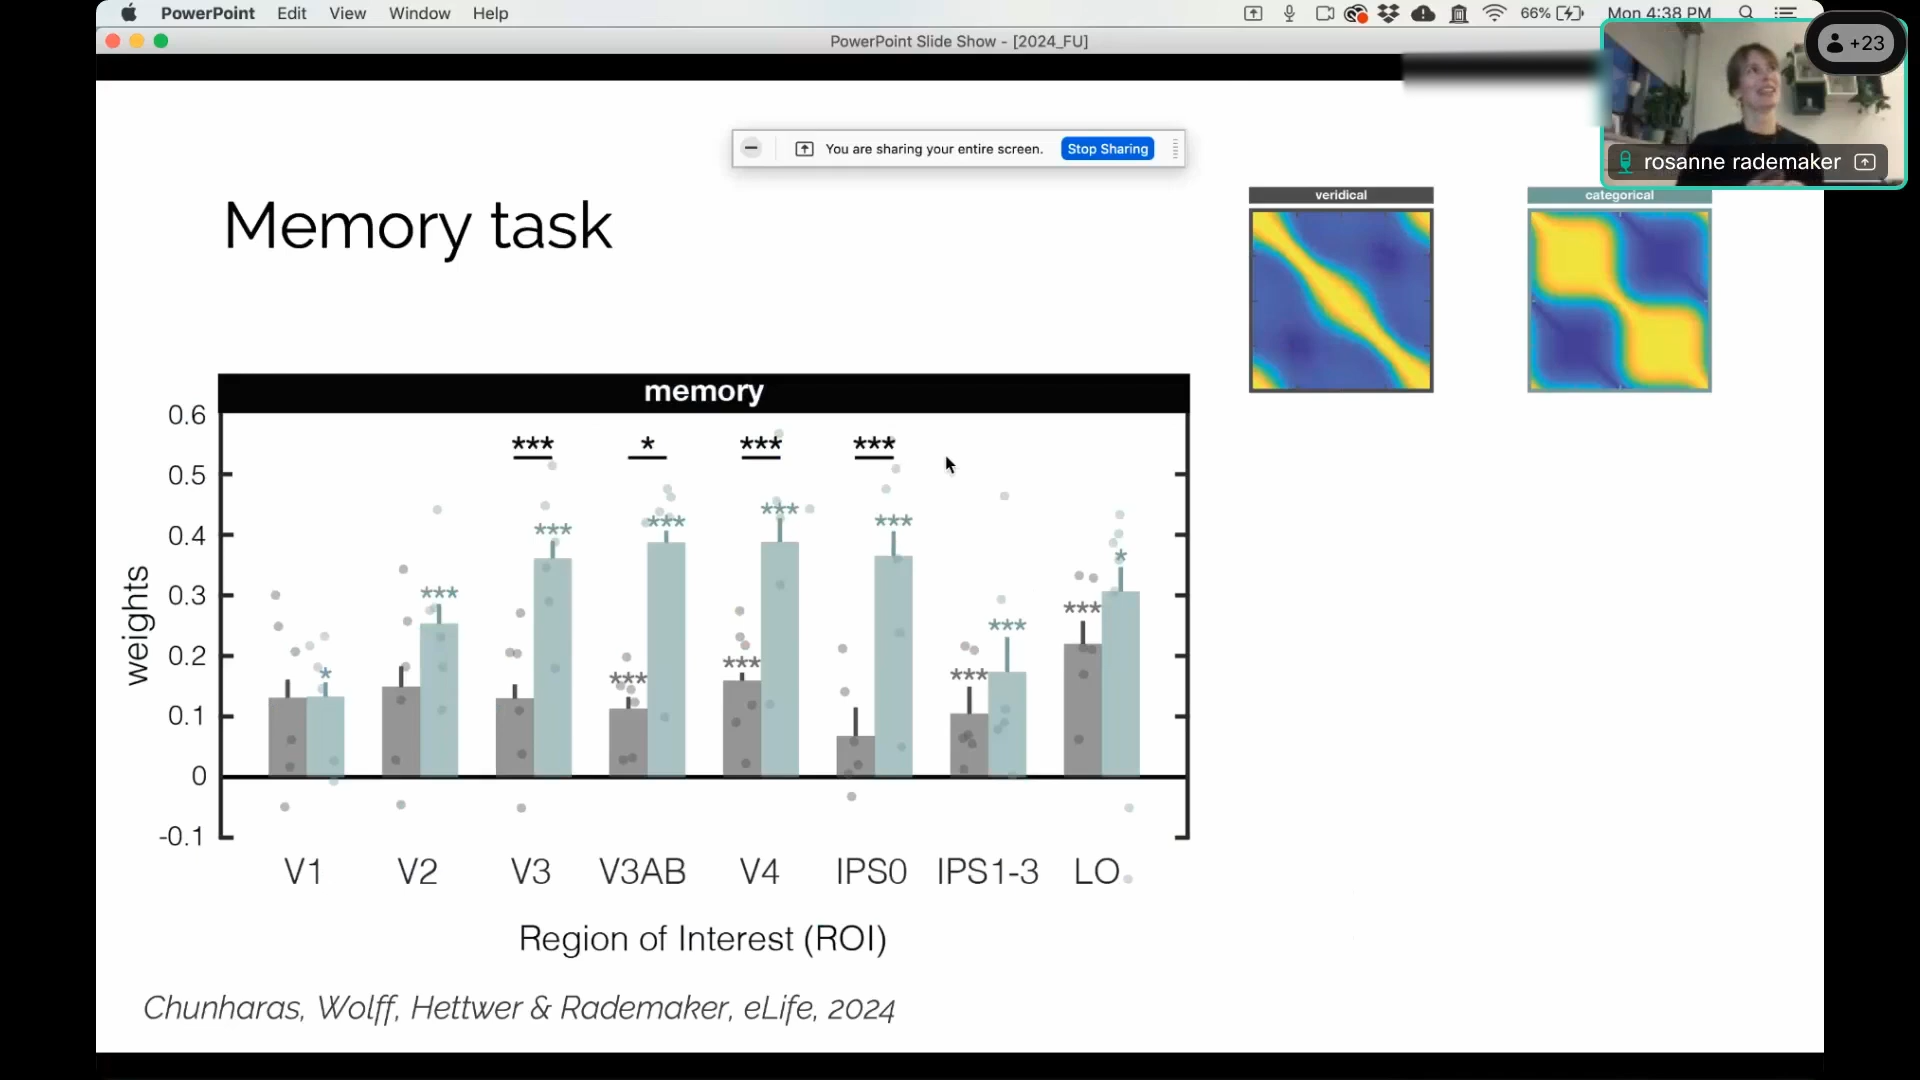 PowerPoint Edit View Window Help
66% Mon 4:38 PM
PowerPoint Slide Show - [2024_FU]
+23
You are sharing your entire screen. Stop Sharing
rosanne rademaker
veridical
categorical
Memory task
memory
0.6
0.5
0.4
0.3
0.2
0.1
0
-0.1
weights
*** * *** ***
* *** *** *** *** *** *** *
*** *** *** ***
V1 V2 V3 V3AB V4 IPS0 IPS1-3 LO
Region of Interest (ROI)
Chunharas, Wolff, Hettwer & Rademaker, eLife, 2024